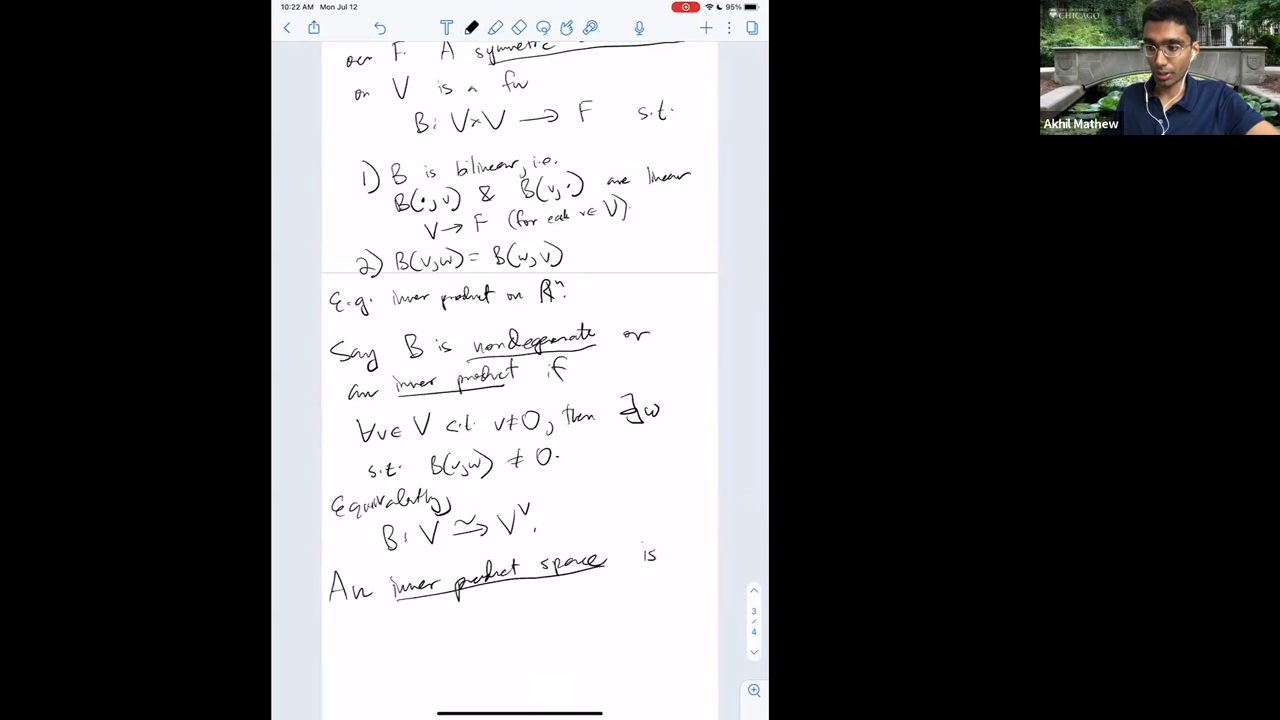 10:22 AM Mon Jul 12
95%
THE UNIVERSITY OF
CHICAGO
Akhil Mathew
over F. A symmetric
on V is a fn
B: V×V → F s.t.
1) B is bilinear, i.e.
B(·,v) & B(v,·) are linear
V → F (for each v∈V).
2) B(v,w) = B(w,v)
E.g. inner product on ℝⁿ.
Say B is nondegenerate or
an inner product if
∀v∈V s.t. v≠0, then ∃w
s.t. B(v,w) ≠ 0.
Equivalently,
B: V ⥲ V^∨.
An inner product space is
3
/
4